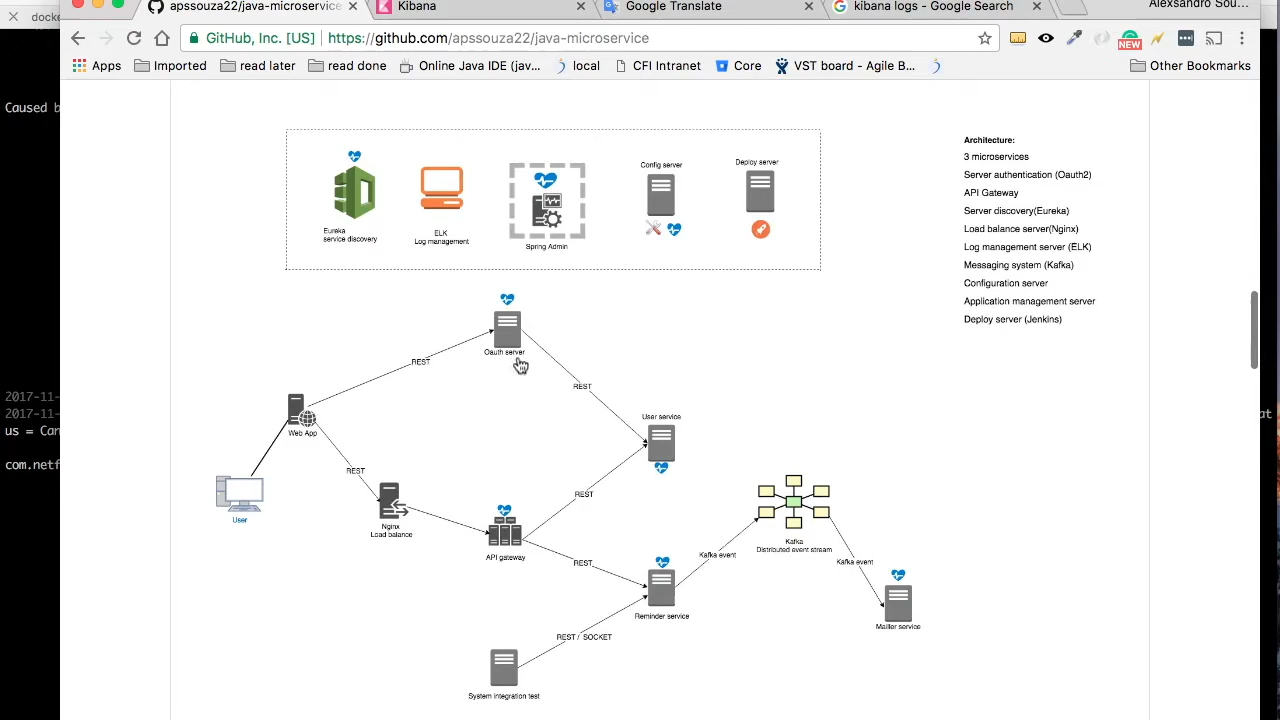 docke
apssouza22/java-microservice
Kibana
Google Translate
kibana logs - Google Search
Alexsandro Sou...
GitHub, Inc. [US]
https://github.com/apssouza22/java-microservice
NEW
Apps
Imported
read later
read done
Online Java IDE (jav...
local
CFI Intranet
Core
VST board - Agile B...
Other Bookmarks
Caused b
Config server
Deploy server
Eureka
service discovery
ELK
Log management
Spring Admin
Architecture:
3 microservices
Server authentication (Oauth2)
API Gateway
Server discovery(Eureka)
Load balance server(Nginx)
Log management server (ELK)
Messaging system (Kafka)
Configuration server
Application management server
Deploy server (Jenkins)
Oauth server
REST
REST
2017-11-
2017-11-
at
us = Can
com.netf
Web App
User service
REST
REST
User
Nginx
Load balance
API gateway
Kafka
Distributed event stream
REST
Kafka event
Kafka event
Reminder service
Mailler service
REST / SOCKET
System integration test